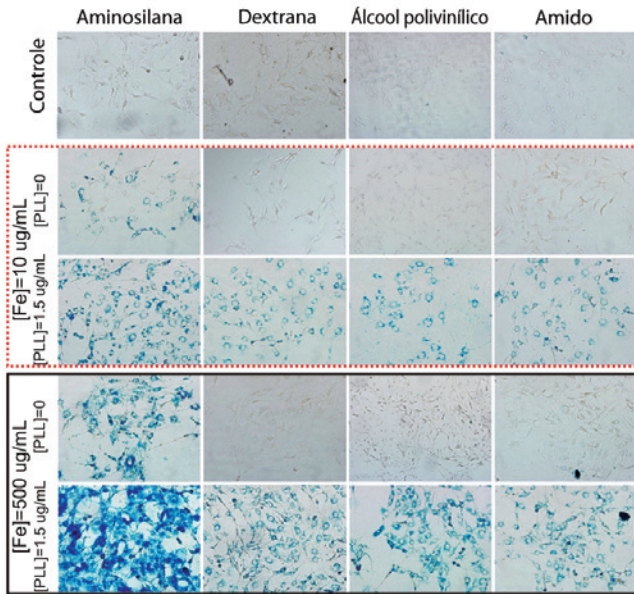 Aminosilana Dextrana Álcool polivinílico Amido
Controle
[Fe]=10 ug/mL
[PLL]=0
[PLL]=1.5 ug/mL
[Fe]=500 ug/mL
[PLL]=0
[PLL]=1.5 ug/mL